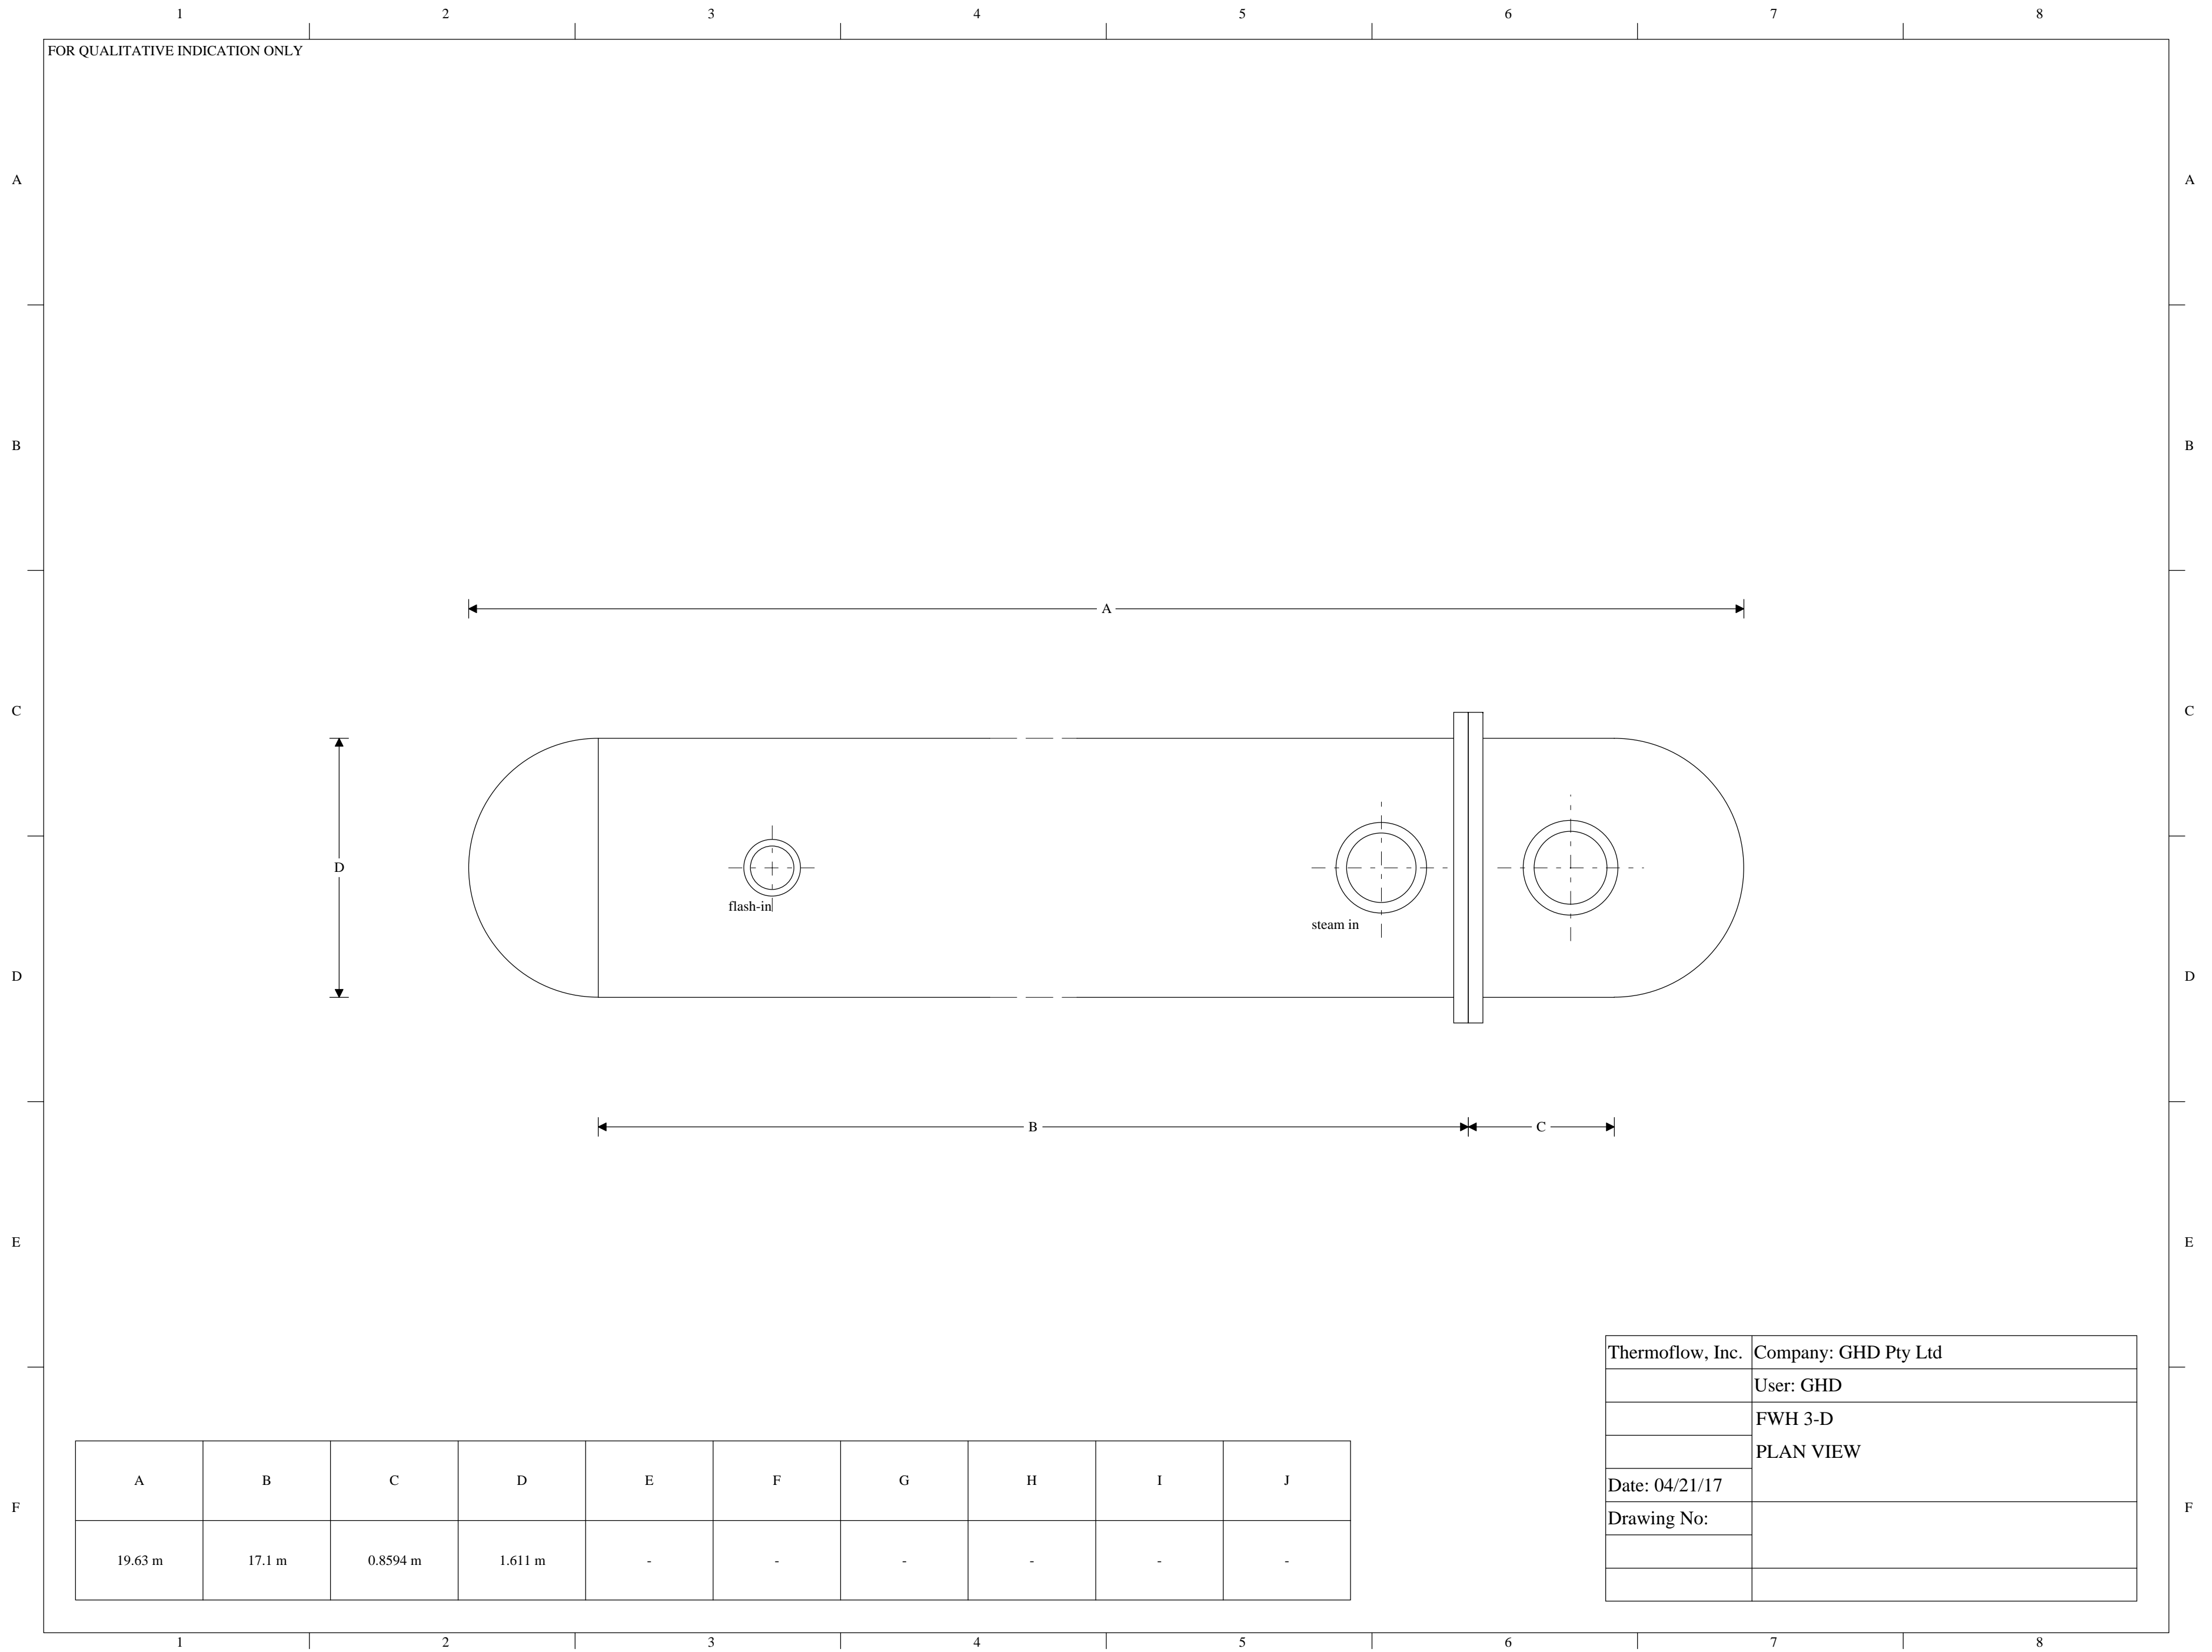 1 2 3 4 5 6 7 8
FOR QUALITATIVE INDICATION ONLY
A A
B B
A
C C
D
flash-in
steam in
D D
B C
E E
Thermoflow, Inc. Company: GHD Pty Ltd
User: GHD
FWH 3-D
PLAN VIEW
Date: 04/21/17
Drawing No:
A B C D E F G H I J
F F
19.63 m 17.1 m 0.8594 m 1.611 m - - - - - -
1 2 3 4 5 6 7 8